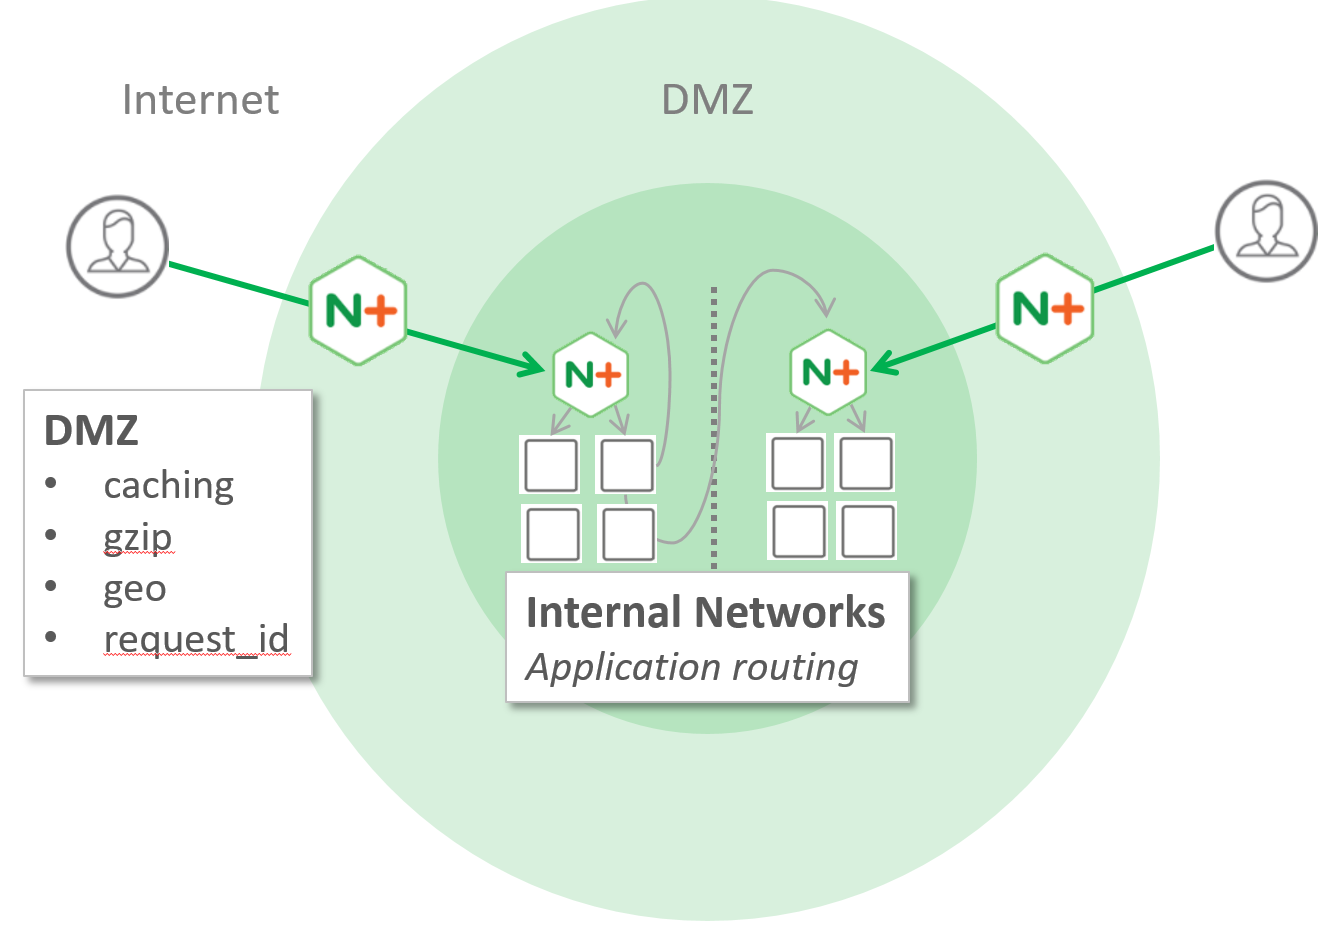 Internet
DMZ
N+
N+
N+
N+
DMZ
• caching
• gzip
• geo
• request_id
Internal Networks
Application routing